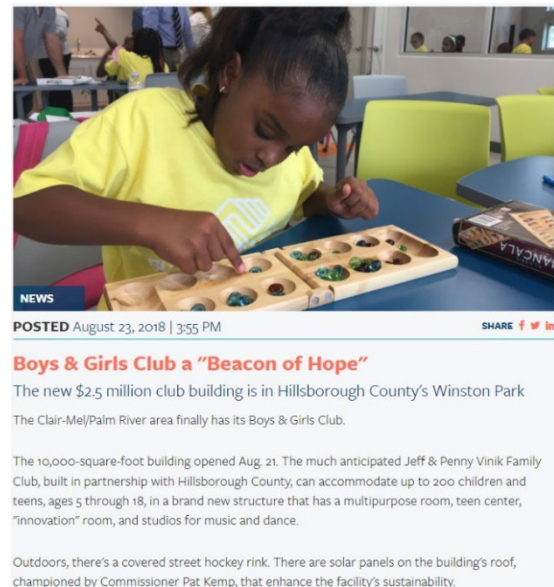 MANCALA
NEWS
POSTED August 23, 2018 | 3:55 PM
SHARE f in
Boys & Girls Club a "Beacon of Hope"
The new $2.5 million club building is in Hillsborough County's Winston Park
The Clair-Mel/Palm River area finally has its Boys & Girls Club.
The 10,000-square-foot building opened Aug. 21. The much anticipated Jeff & Penny Vinik Family
Club, built in partnership with Hillsborough County, can accommodate up to 200 children and
teens, ages 5 through 18, in a brand new structure that has a multipurpose room, teen center,
"innovation" room, and studios for music and dance.
Outdoors, there's a covered street hockey rink. There are solar panels on the building's roof,
championed by Commissioner Pat Kemp, that enhance the facility's sustainability.